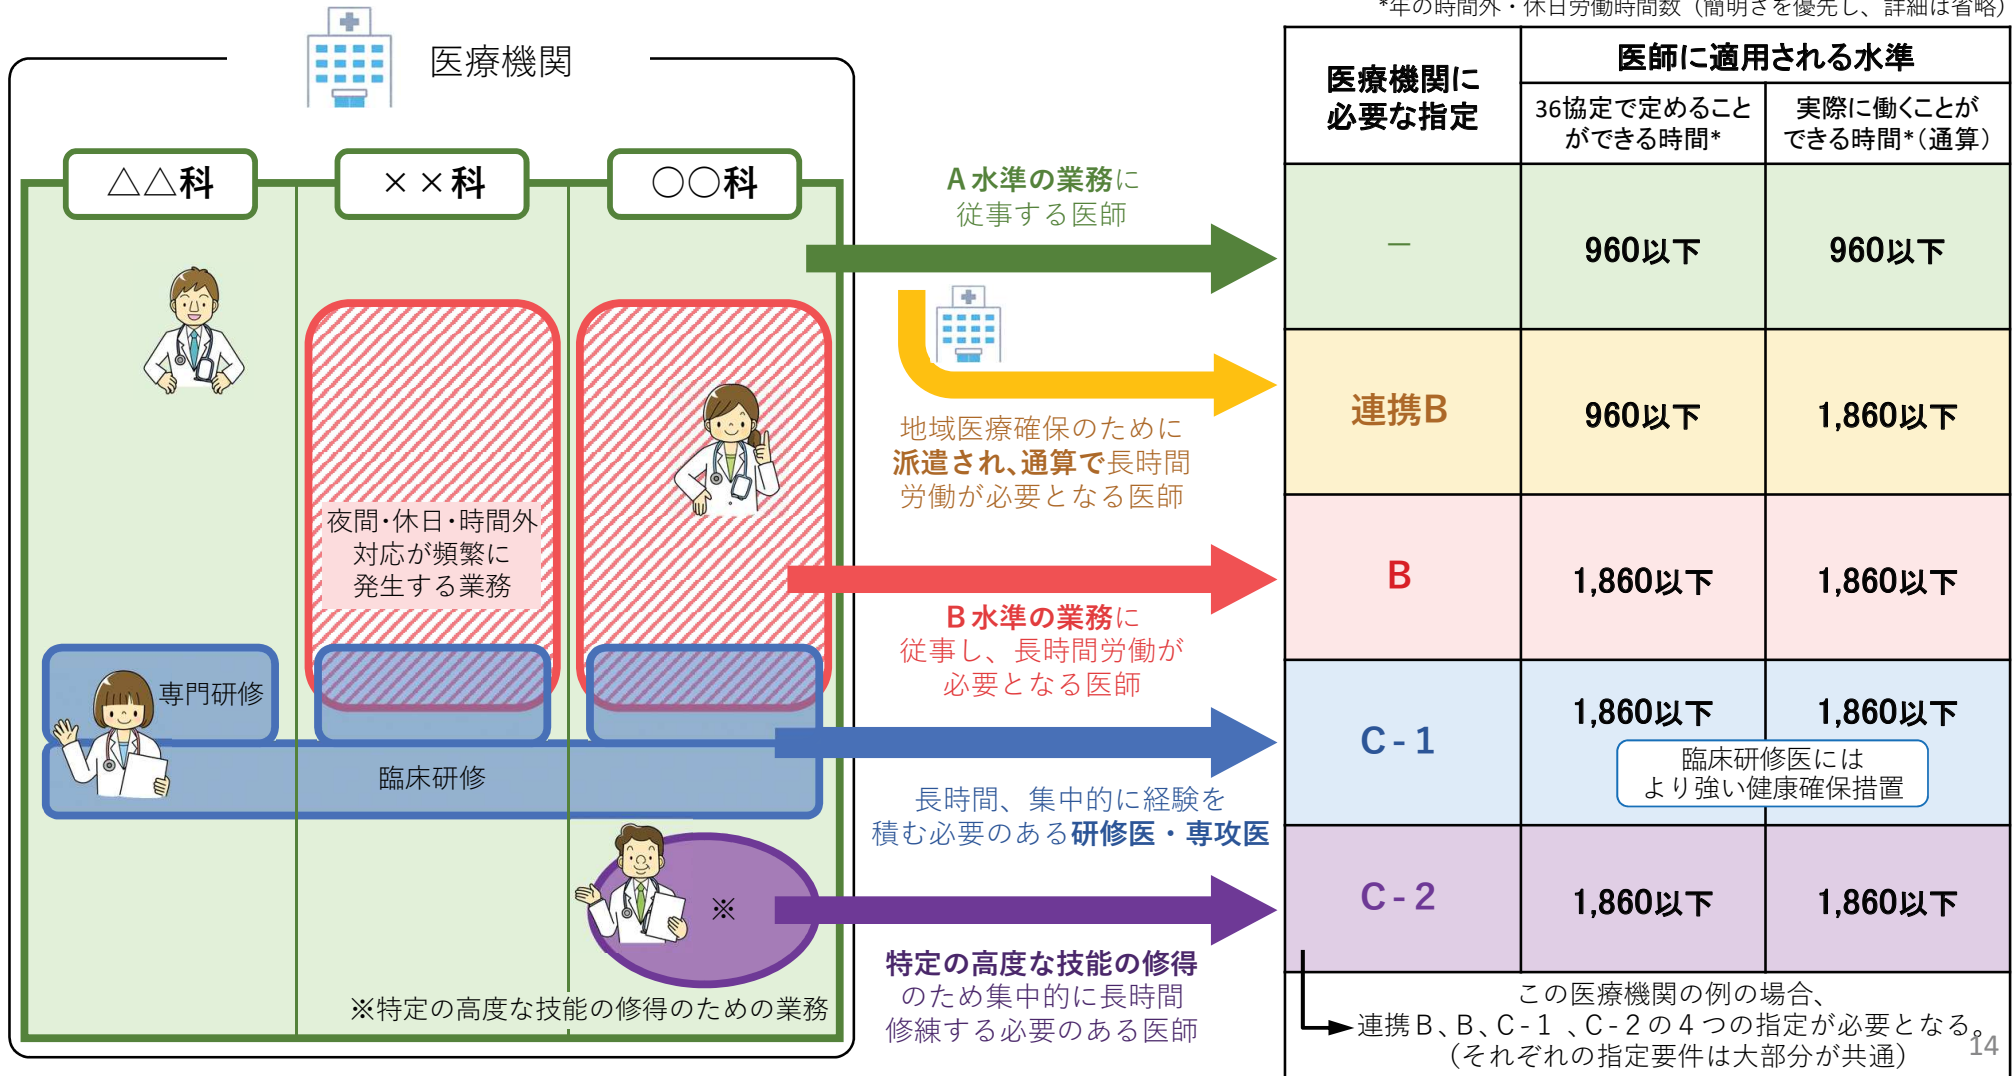 *年の時間外・休日労働時間数（簡明さを優先し、詳細は省略）
医療機関
△△科
××科
○○科
夜間・休日・時間外
対応が頻繁に
発生する業務
専門研修
臨床研修
※
※特定の高度な技能の修得のための業務
A水準の業務に
従事する医師
地域医療確保のために
派遣され、通算で長時間
労働が必要となる医師
B水準の業務に
従事し、長時間労働が
必要となる医師
長時間、集中的に経験を
積む必要のある研修医・専攻医
特定の高度な技能の修得
のため集中的に長時間
修練する必要のある医師
医療機関に
必要な指定
医師に適用される水準
36協定で定めること
ができる時間*
実際に働くことが
できる時間*（通算）
－
960以下
960以下
連携B
960以下
1,860以下
B
1,860以下
1,860以下
C-1
1,860以下
1,860以下
臨床研修医には
より強い健康確保措置
C-2
1,860以下
1,860以下
この医療機関の例の場合、
連携B、B、C-1、C-2の4つの指定が必要となる。
（それぞれの指定要件は大部分が共通）
14